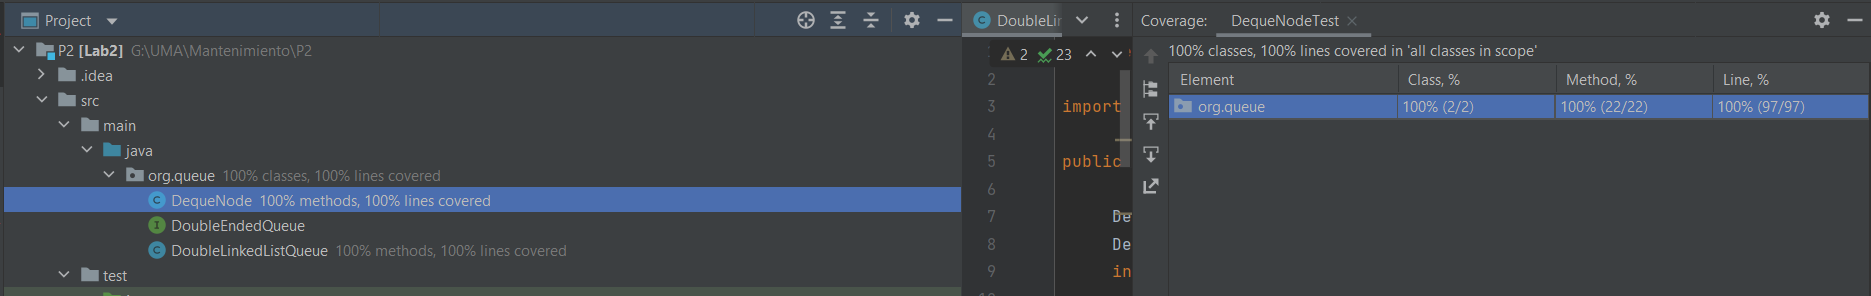 Project
P2 [Lab2] G:\UMA\Mantenimiento\P2
.idea
src
main
java
org.queue 100% classes, 100% lines covered
DequeNode 100% methods, 100% lines covered
DoubleEndedQueue
DoubleLinkedListQueue 100% methods, 100% lines covered
test
DoubleLin
2 23
2
3 import
4
5 public
6
7 De
8 De
9 in
Coverage: DequeNodeTest
100% classes, 100% lines covered in 'all classes in scope'
Element Class, % Method, % Line, %
org.queue 100% (2/2) 100% (22/22) 100% (97/97)